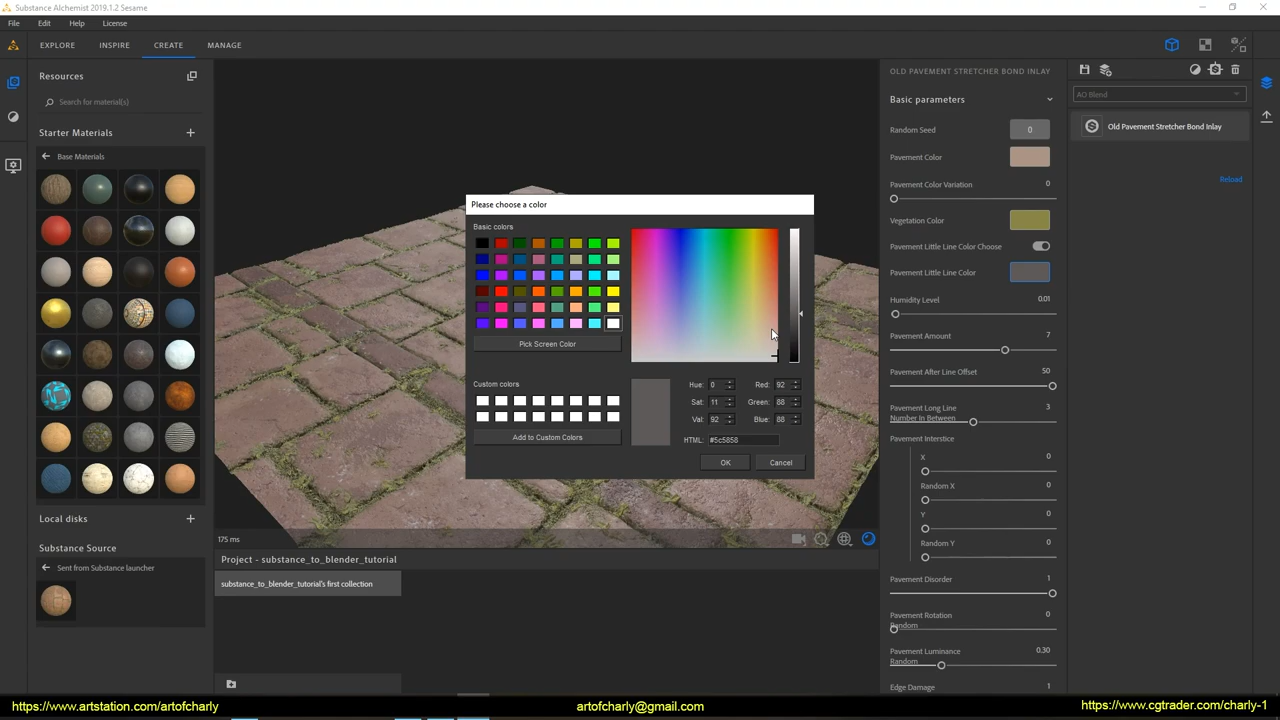 Substance Alchemist 2019.1.2 Sesame
File Edit Help License
EXPLORE INSPIRE CREATE MANAGE
Resources
Search for material(s)
Starter Materials
Base Materials
Local disks
Substance Source
Sent from Substance launcher
Please choose a color
Basic colors
Pick Screen Color
Custom colors
Add to Custom Colors
Hue: 0 Red: 92
Sat: 11 Green: 88
Val: 92 Blue: 88
HTML: #5c5858
OK Cancel
175 ms
Project - substance_to_blender_tutorial
substance_to_blender_tutorial's first collection
OLD PAVEMENT STRETCHER BOND INLAY
Basic parameters
Random Seed 0
Pavement Color
Pavement Color Variation 0
Vegetation Color
Pavement Little Line Color Choose
Pavement Little Line Color
Humidity Level 0.01
Pavement Amount 7
Pavement After Line Offset 50
Pavement Long Line 3
Number In Between
Pavement Interstice
X 0
Random X 0
Y 0
Random Y 0
Pavement Disorder 1
Pavement Rotation 0
Random
Pavement Luminance 0.30
Random
Edge Damage 1
AO Blend
Old Pavement Stretcher Bond Inlay
Reload
https://www.artstation.com/artofcharly artofcharly@gmail.com https://www.cgtrader.com/charly-1